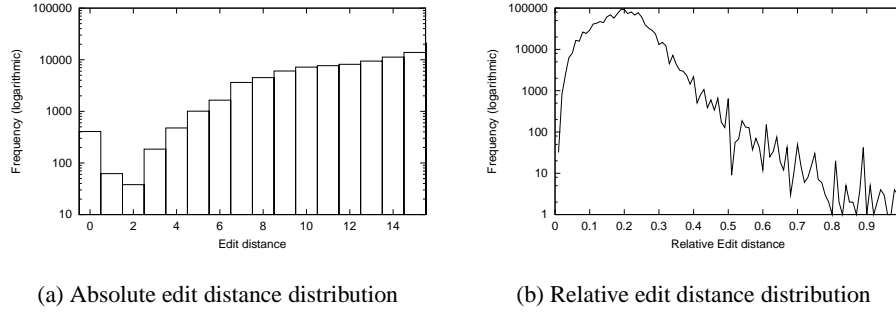 100000
10000
1000
100
10
Frequency (logarithmic)
0 2 4 6 8 10 12 14
Edit distance
(a) Absolute edit distance distribution
100000
10000
1000
100
10
1
Frequency (logarithmic)
0 0.1 0.2 0.3 0.4 0.5 0.6 0.7 0.8 0.9
Relative Edit distance
(b) Relative edit distance distribution